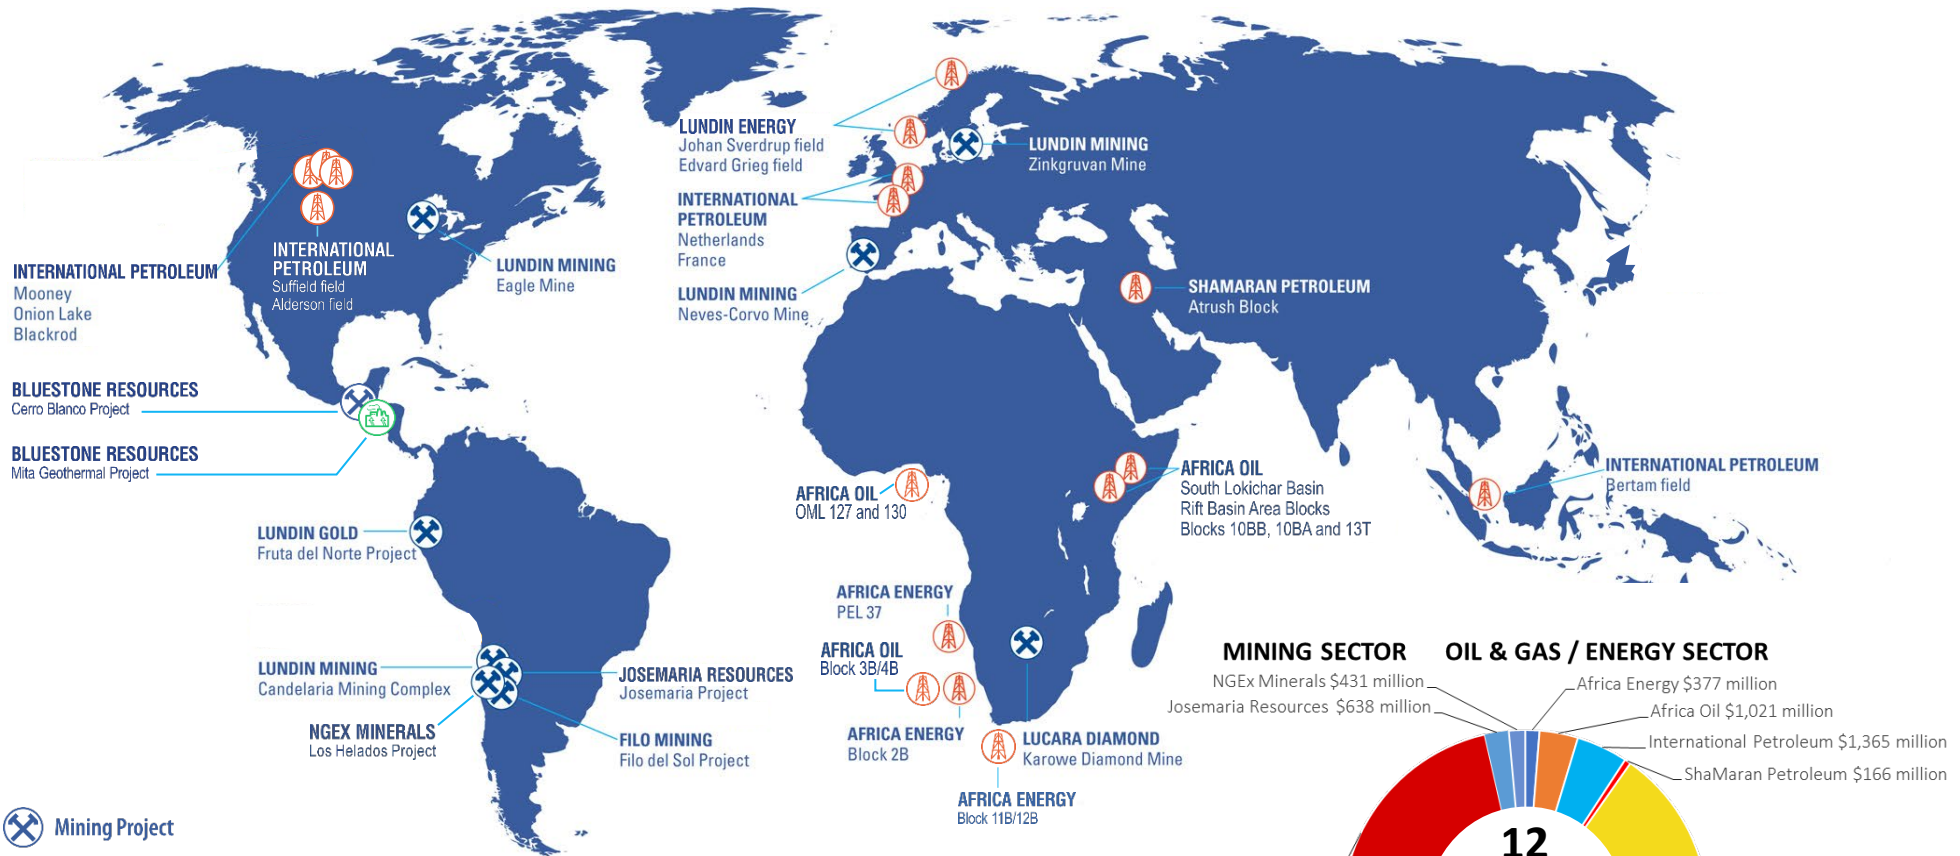 LUNDIN ENERGY
Johan Sverdrup field
Edvard Grieg field
LUNDIN MINING
Zinkgruvan Mine
INTERNATIONAL
PETROLEUM
Netherlands
France
LUNDIN MINING
Neves-Corvo Mine
INTERNATIONAL PETROLEUM
Mooney
Onion Lake
Blackrod
INTERNATIONAL
PETROLEUM
Suffield field
Alderson field
LUNDIN MINING
Eagle Mine
SHAMARAN PETROLEUM
Atrush Block
BLUESTONE RESOURCES
Cerro Blanco Project
BLUESTONE RESOURCES
Mita Geothermal Project
AFRICA OIL
OML 127 and 130
AFRICA OIL
South Lokichar Basin
Rift Basin Area Blocks
Blocks 10BB, 10BA and 13T
INTERNATIONAL PETROLEUM
Bertam field
LUNDIN GOLD
Fruta del Norte Project
AFRICA ENERGY
PEL 37
AFRICA OIL
Block 3B/4B
AFRICA ENERGY
Block 2B
LUCARA DIAMOND
Karowe Diamond Mine
AFRICA ENERGY
Block 11B/12B
LUNDIN MINING
Candelaria Mining Complex
JOSEMARIA RESOURCES
Josemaria Project
NGEX MINERALS
Los Helados Project
FILO MINING
Filo del Sol Project
Mining Project
MINING SECTOR
NGEx Minerals $431 million
Josemaria Resources $638 million
OIL & GAS / ENERGY SECTOR
Africa Energy $377 million
Africa Oil $1,021 million
International Petroleum $1,365 million
ShaMaran Petroleum $166 million
12